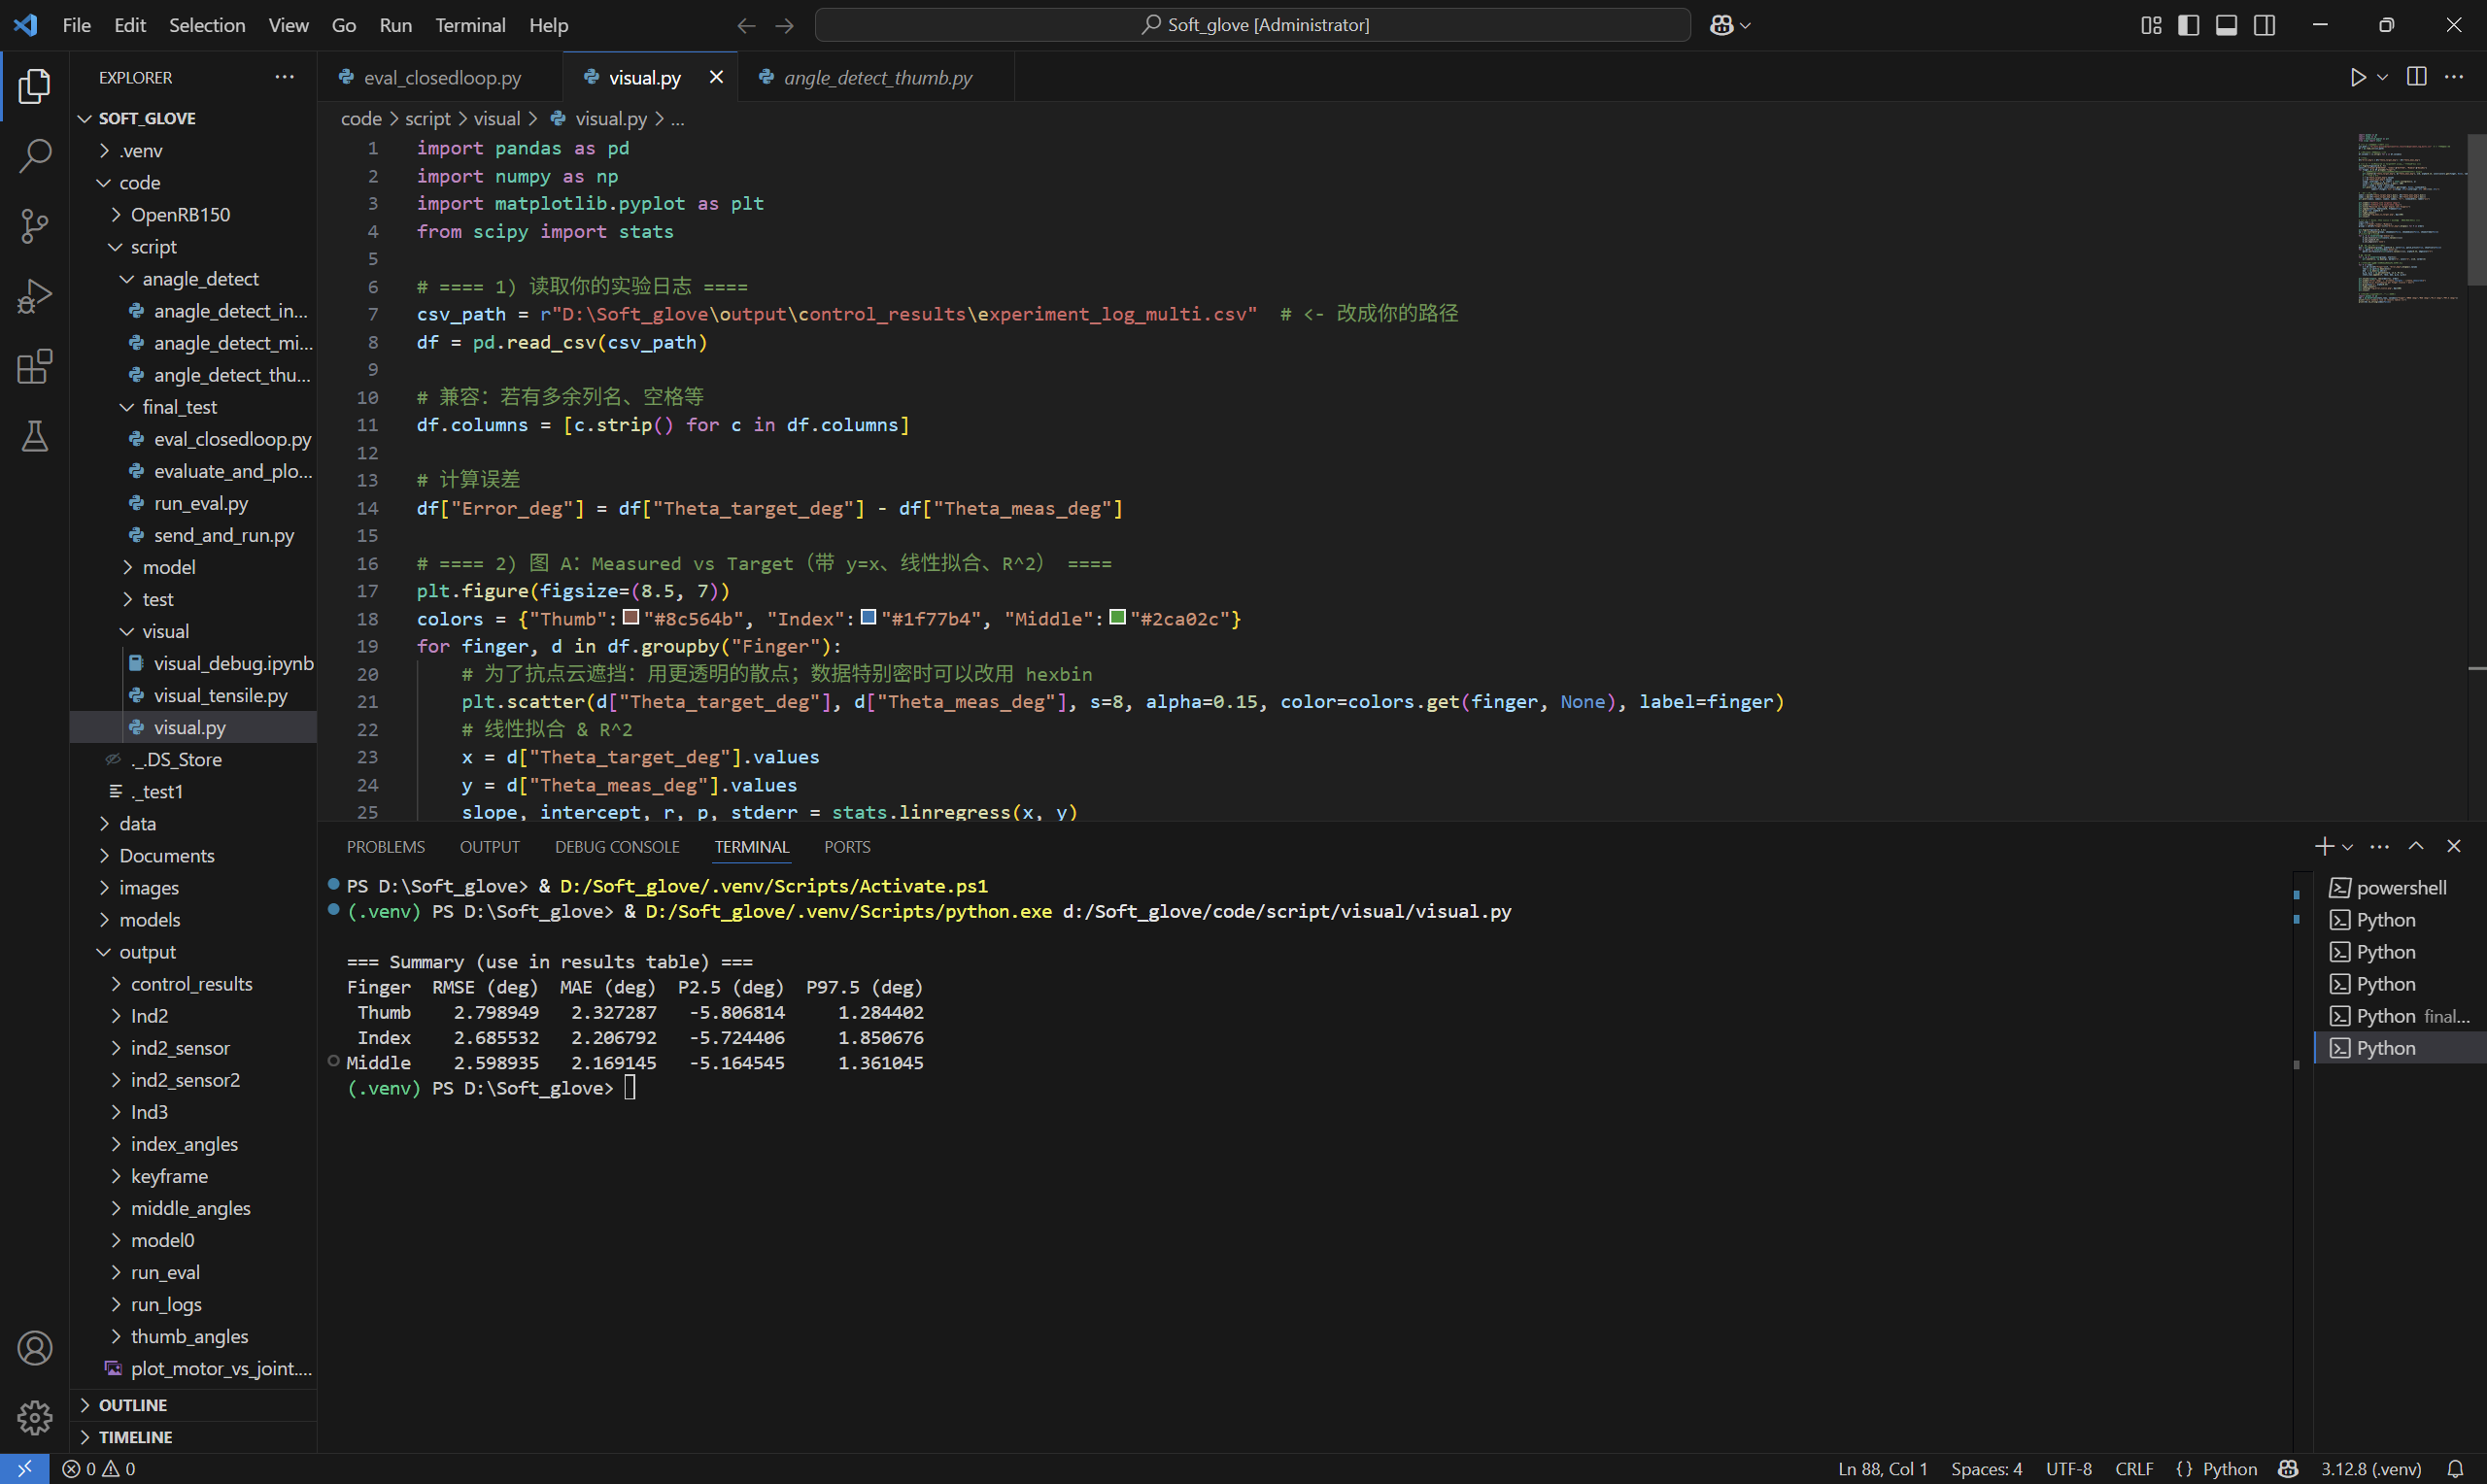 File Edit Selection View Go Run Terminal Help
Soft_glove [Administrator]
EXPLORER
SOFT_GLOVE
.venv
code
OpenRB150
script
anagle_detect
anagle_detect_in...
anagle_detect_mi...
angle_detect_thu...
final_test
eval_closedloop.py
evaluate_and_plo...
run_eval.py
send_and_run.py
model
test
visual
visual_debug.ipynb
visual_tensile.py
visual.py
._.DS_Store
._test1
data
Documents
images
models
output
control_results
Ind2
ind2_sensor
ind2_sensor2
Ind3
index_angles
keyframe
middle_angles
model0
run_eval
run_logs
thumb_angles
plot_motor_vs_joint....
OUTLINE
TIMELINE
eval_closedloop.py visual.py angle_detect_thumb.py
code > script > visual > visual.py > ...
1 import pandas as pd
2 import numpy as np
3 import matplotlib.pyplot as plt
4 from scipy import stats
5
6 # ==== 1) 读取你的实验日志 ====
7 csv_path = r"D:\Soft_glove\output\control_results\experiment_log_multi.csv"  # <- 改成你的路径
8 df = pd.read_csv(csv_path)
9
10 # 兼容：若有多余列名、空格等
11 df.columns = [c.strip() for c in df.columns]
12
13 # 计算误差
14 df["Error_deg"] = df["Theta_target_deg"] - df["Theta_meas_deg"]
15
16 # ==== 2) 图 A：Measured vs Target（带 y=x、线性拟合、R^2） ====
17 plt.figure(figsize=(8.5, 7))
18 colors = {"Thumb":"#8c564b", "Index":"#1f77b4", "Middle":"#2ca02c"}
19 for finger, d in df.groupby("Finger"):
20     # 为了抗点云遮挡：用更透明的散点；数据特别密时可以改用 hexbin
21     plt.scatter(d["Theta_target_deg"], d["Theta_meas_deg"], s=8, alpha=0.15, color=colors.get(finger, None), label=finger)
22     # 线性拟合 & R^2
23     x = d["Theta_target_deg"].values
24     y = d["Theta_meas_deg"].values
25     slope, intercept, r, p, stderr = stats.linregress(x, y)
PROBLEMS OUTPUT DEBUG CONSOLE TERMINAL PORTS
PS D:\Soft_glove> & D:/Soft_glove/.venv/Scripts/Activate.ps1
(.venv) PS D:\Soft_glove> & D:/Soft_glove/.venv/Scripts/python.exe d:/Soft_glove/code/script/visual/visual.py
=== Summary (use in results table) ===
Finger RMSE (deg) MAE (deg) P2.5 (deg) P97.5 (deg)
Thumb 2.798949 2.327287 -5.806814 1.284402
Index 2.685532 2.206792 -5.724406 1.850676
Middle 2.598935 2.169145 -5.164545 1.361045
(.venv) PS D:\Soft_glove>
powershell
Python
Python
Python
Python final...
Python
0 0 Ln 88, Col 1 Spaces: 4 UTF-8 CRLF {} Python 3.12.8 (.venv)